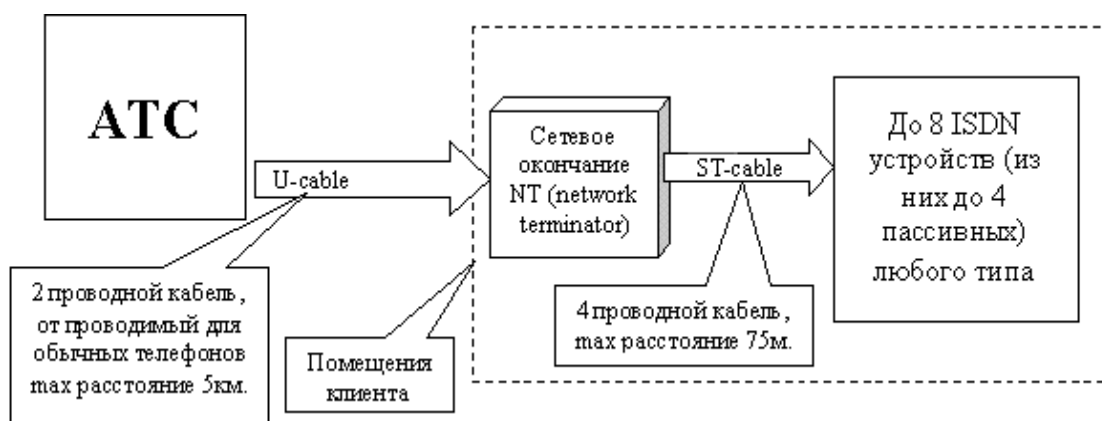 АТС
U-cable
Сетевое
окончание
NT (network
terminator)
ST-cable
До 8 ISDN
устройств (из
них до 4
пассивных)
любого типа
2 проводной кабель,
от проводимый для
обычных телефонов
max расстояние 5км.
Помещения
клиента
4 проводной кабель,
max расстояние 75м.